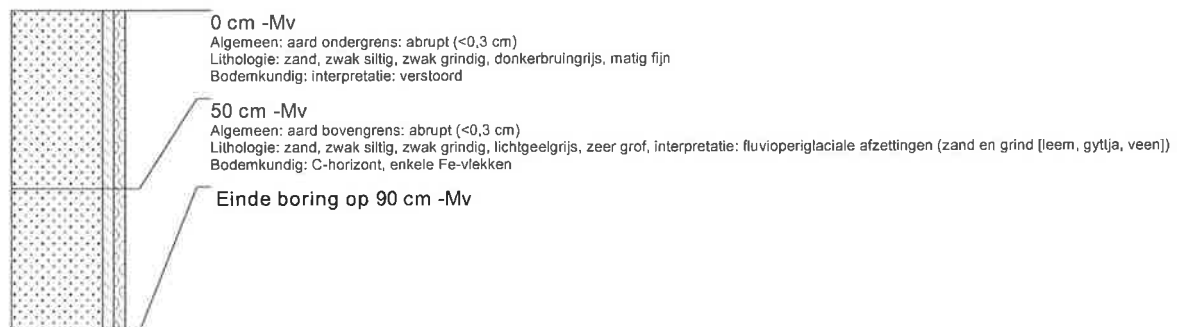 0 cm -Mv
Algemeen: aard ondergrens: abrupt (<0,3 cm)
Lithologie: zand, zwak siltig, zwak grindig, donkerbruingrijs, matig fijn
Bodemkundig: interpretatie: verstoord
50 cm -Mv
Algemeen: aard bovengrens: abrupt (<0,3 cm)
Lithologie: zand, zwak siltig, zwak grindig, lichtgeelgrijs, zeer grof, interpretatie: fluvioperiglaciale afzettingen (zand en grind [leem, gytlja, veen])
Bodemkundig: C-horizont, enkele Fe-vlekken
Einde boring op 90 cm -Mv